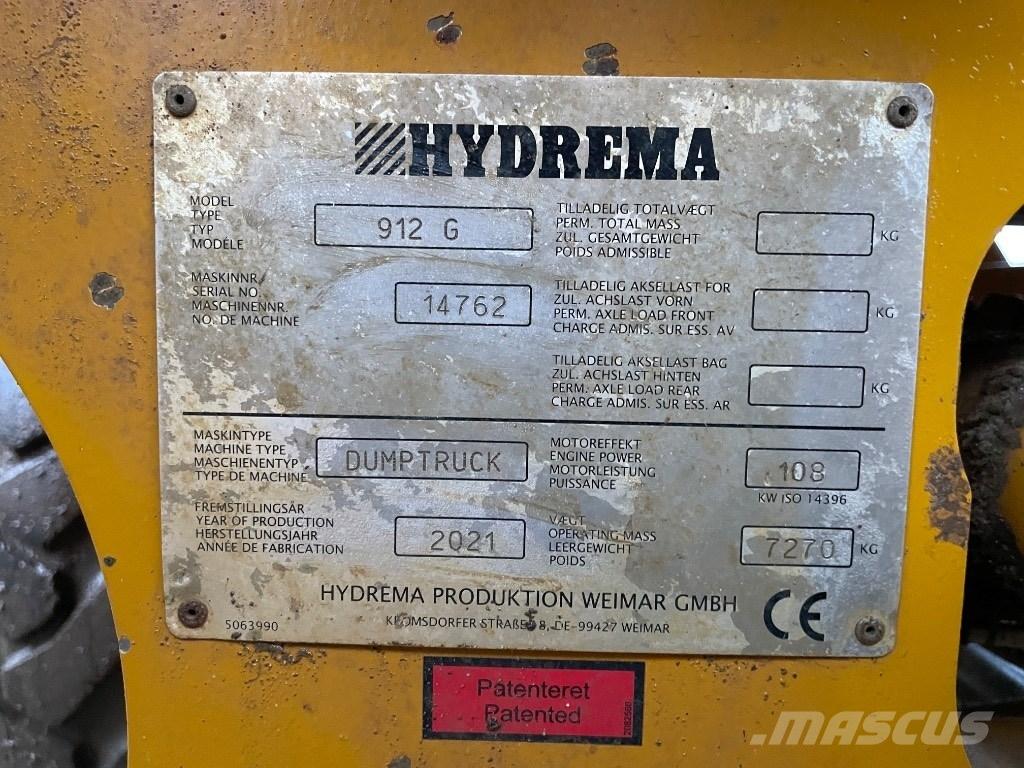 HYDREMA
MODEL
TYPE
TYP
MODÉLE
912 G
TILLADELIG TOTALVÆGT
PERM. TOTAL MASS
ZUL. GESAMTGEWICHT
POIDS ADMISSIBLE
KG
MASKINNR.
SERIAL NO.
MASCHINENNR.
NO. DE MACHINE
14762
TILLADELIG AKSELLAST FOR
ZUL. ACHSLAST VORN
PERM. AXLE LOAD FRONT
CHARGE ADMIS. SUR ESS. AV
KG
TILLADELIG AKSELLAST BAG
ZUL. ACHSLAST HINTEN
PERM. AXLE LOAD REAR
CHARGE ADMIS. SUR ESS. AR
KG
MASKINTYPE
MACHINE TYPE
MASCHIENENTYP
TYPE DE MACHINE
DUMPTRUCK
MOTOREFFEKT
ENGINE POWER
MOTORLEISTUNG
PUISSANCE
108
KW ISO 14396
FREMSTILLINGSÅR
YEAR OF PRODUCTION
HERSTELLUNGSJAHR
ANNÉE DE FABRICATION
2021
VÆGT
OPERATING MASS
LEERGEWICHT
POIDS
7270 KG
HYDREMA PRODUKTION WEIMAR GMBH
CE
5063990
KROMSDORFER STRAßE 8, DE-99427 WEIMAR
Patenteret
Patented
MASCUS